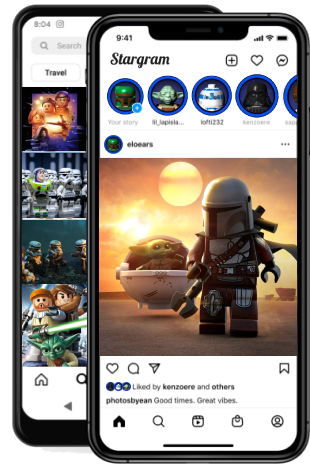 8:04
Search
Travel
9:41
Stargram
Your story
lil_lapisla...
lofti232
kenzoere
eloears
Liked by kenzoere and others
photosbyean Good times. Great vibes.